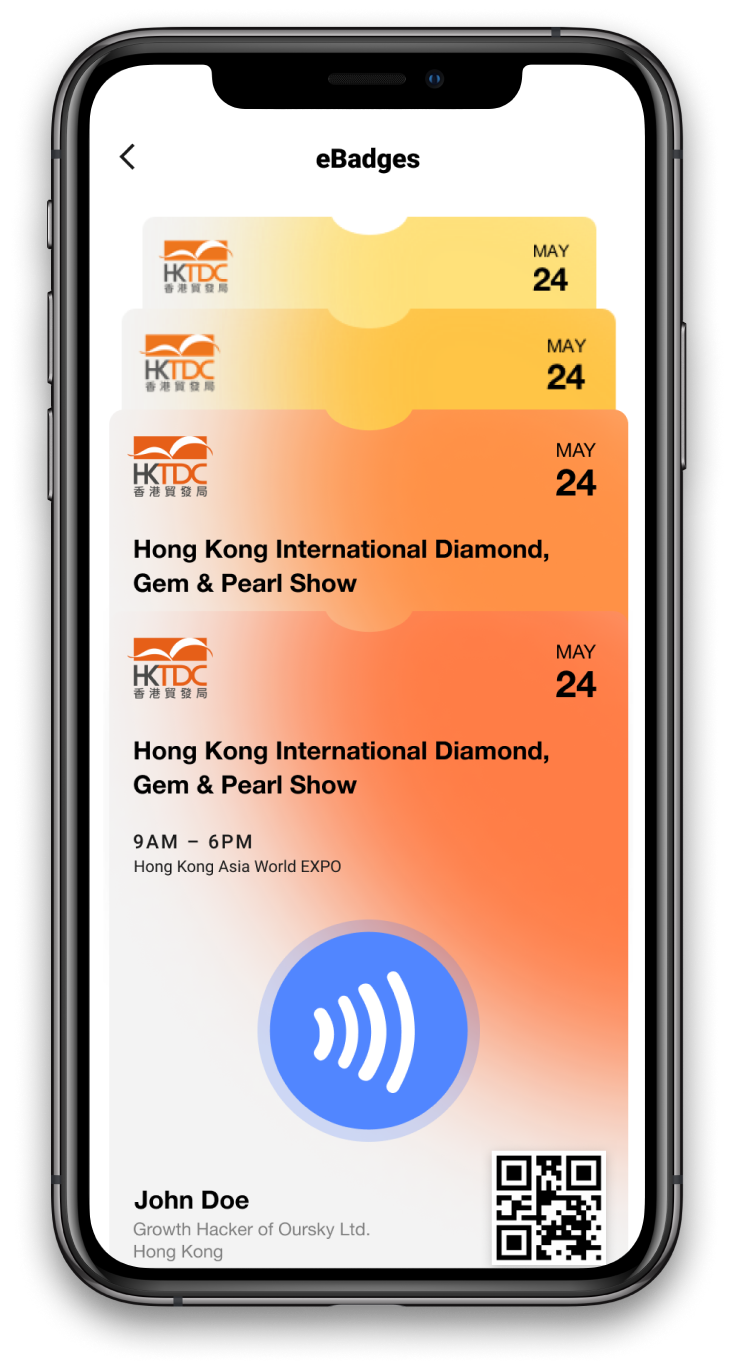 eBadges
HKTDC
香港貿發局
MAY
24
HKTDC
香港貿發局
MAY
24
HKTDC
香港貿發局
MAY
24
Hong Kong International Diamond,
Gem & Pearl Show
HKTDC
香港貿發局
MAY
24
Hong Kong International Diamond,
Gem & Pearl Show
9AM – 6PM
Hong Kong Asia World EXPO
John Doe
Growth Hacker of Oursky Ltd.
Hong Kong